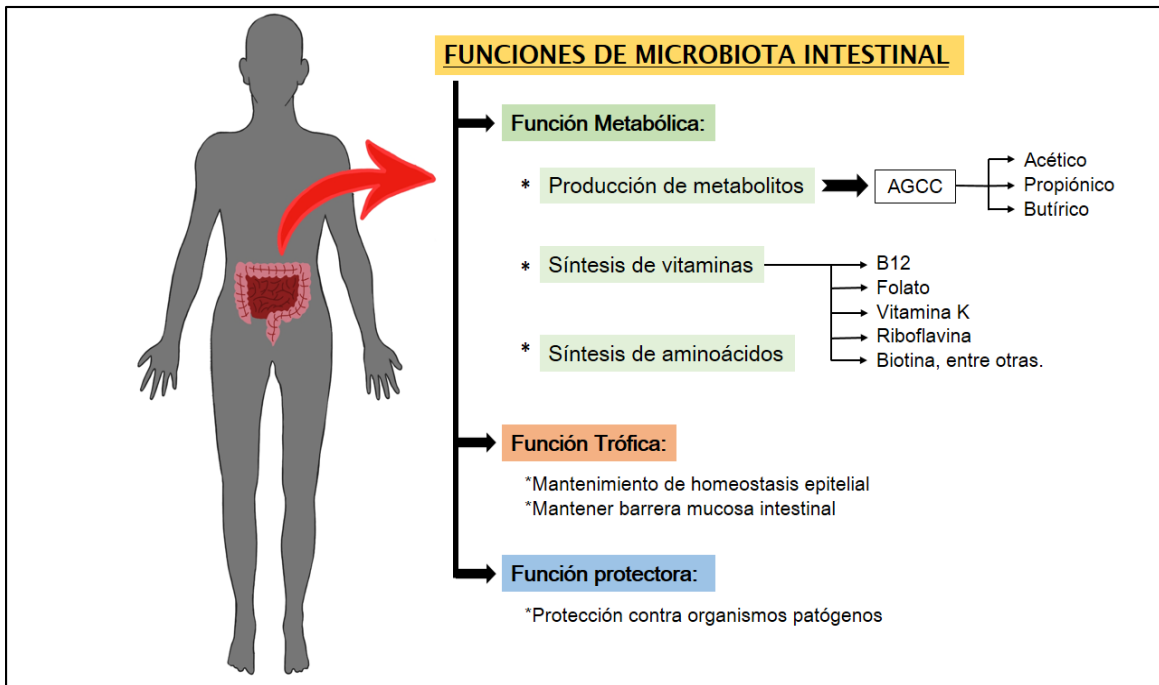 FUNCIONES DE MICROBIOTA INTESTINAL
Función Metabólica:
* Producción de metabolitos
AGCC
Acético
Propiónico
Butírico
* Síntesis de vitaminas
B12
Folato
Vitamina K
Riboflavina
Biotina, entre otras.
* Síntesis de aminoácidos
Función Trófica:
*Mantenimiento de homeostasis epitelial
*Mantener barrera mucosa intestinal
Función protectora:
*Protección contra organismos patógenos